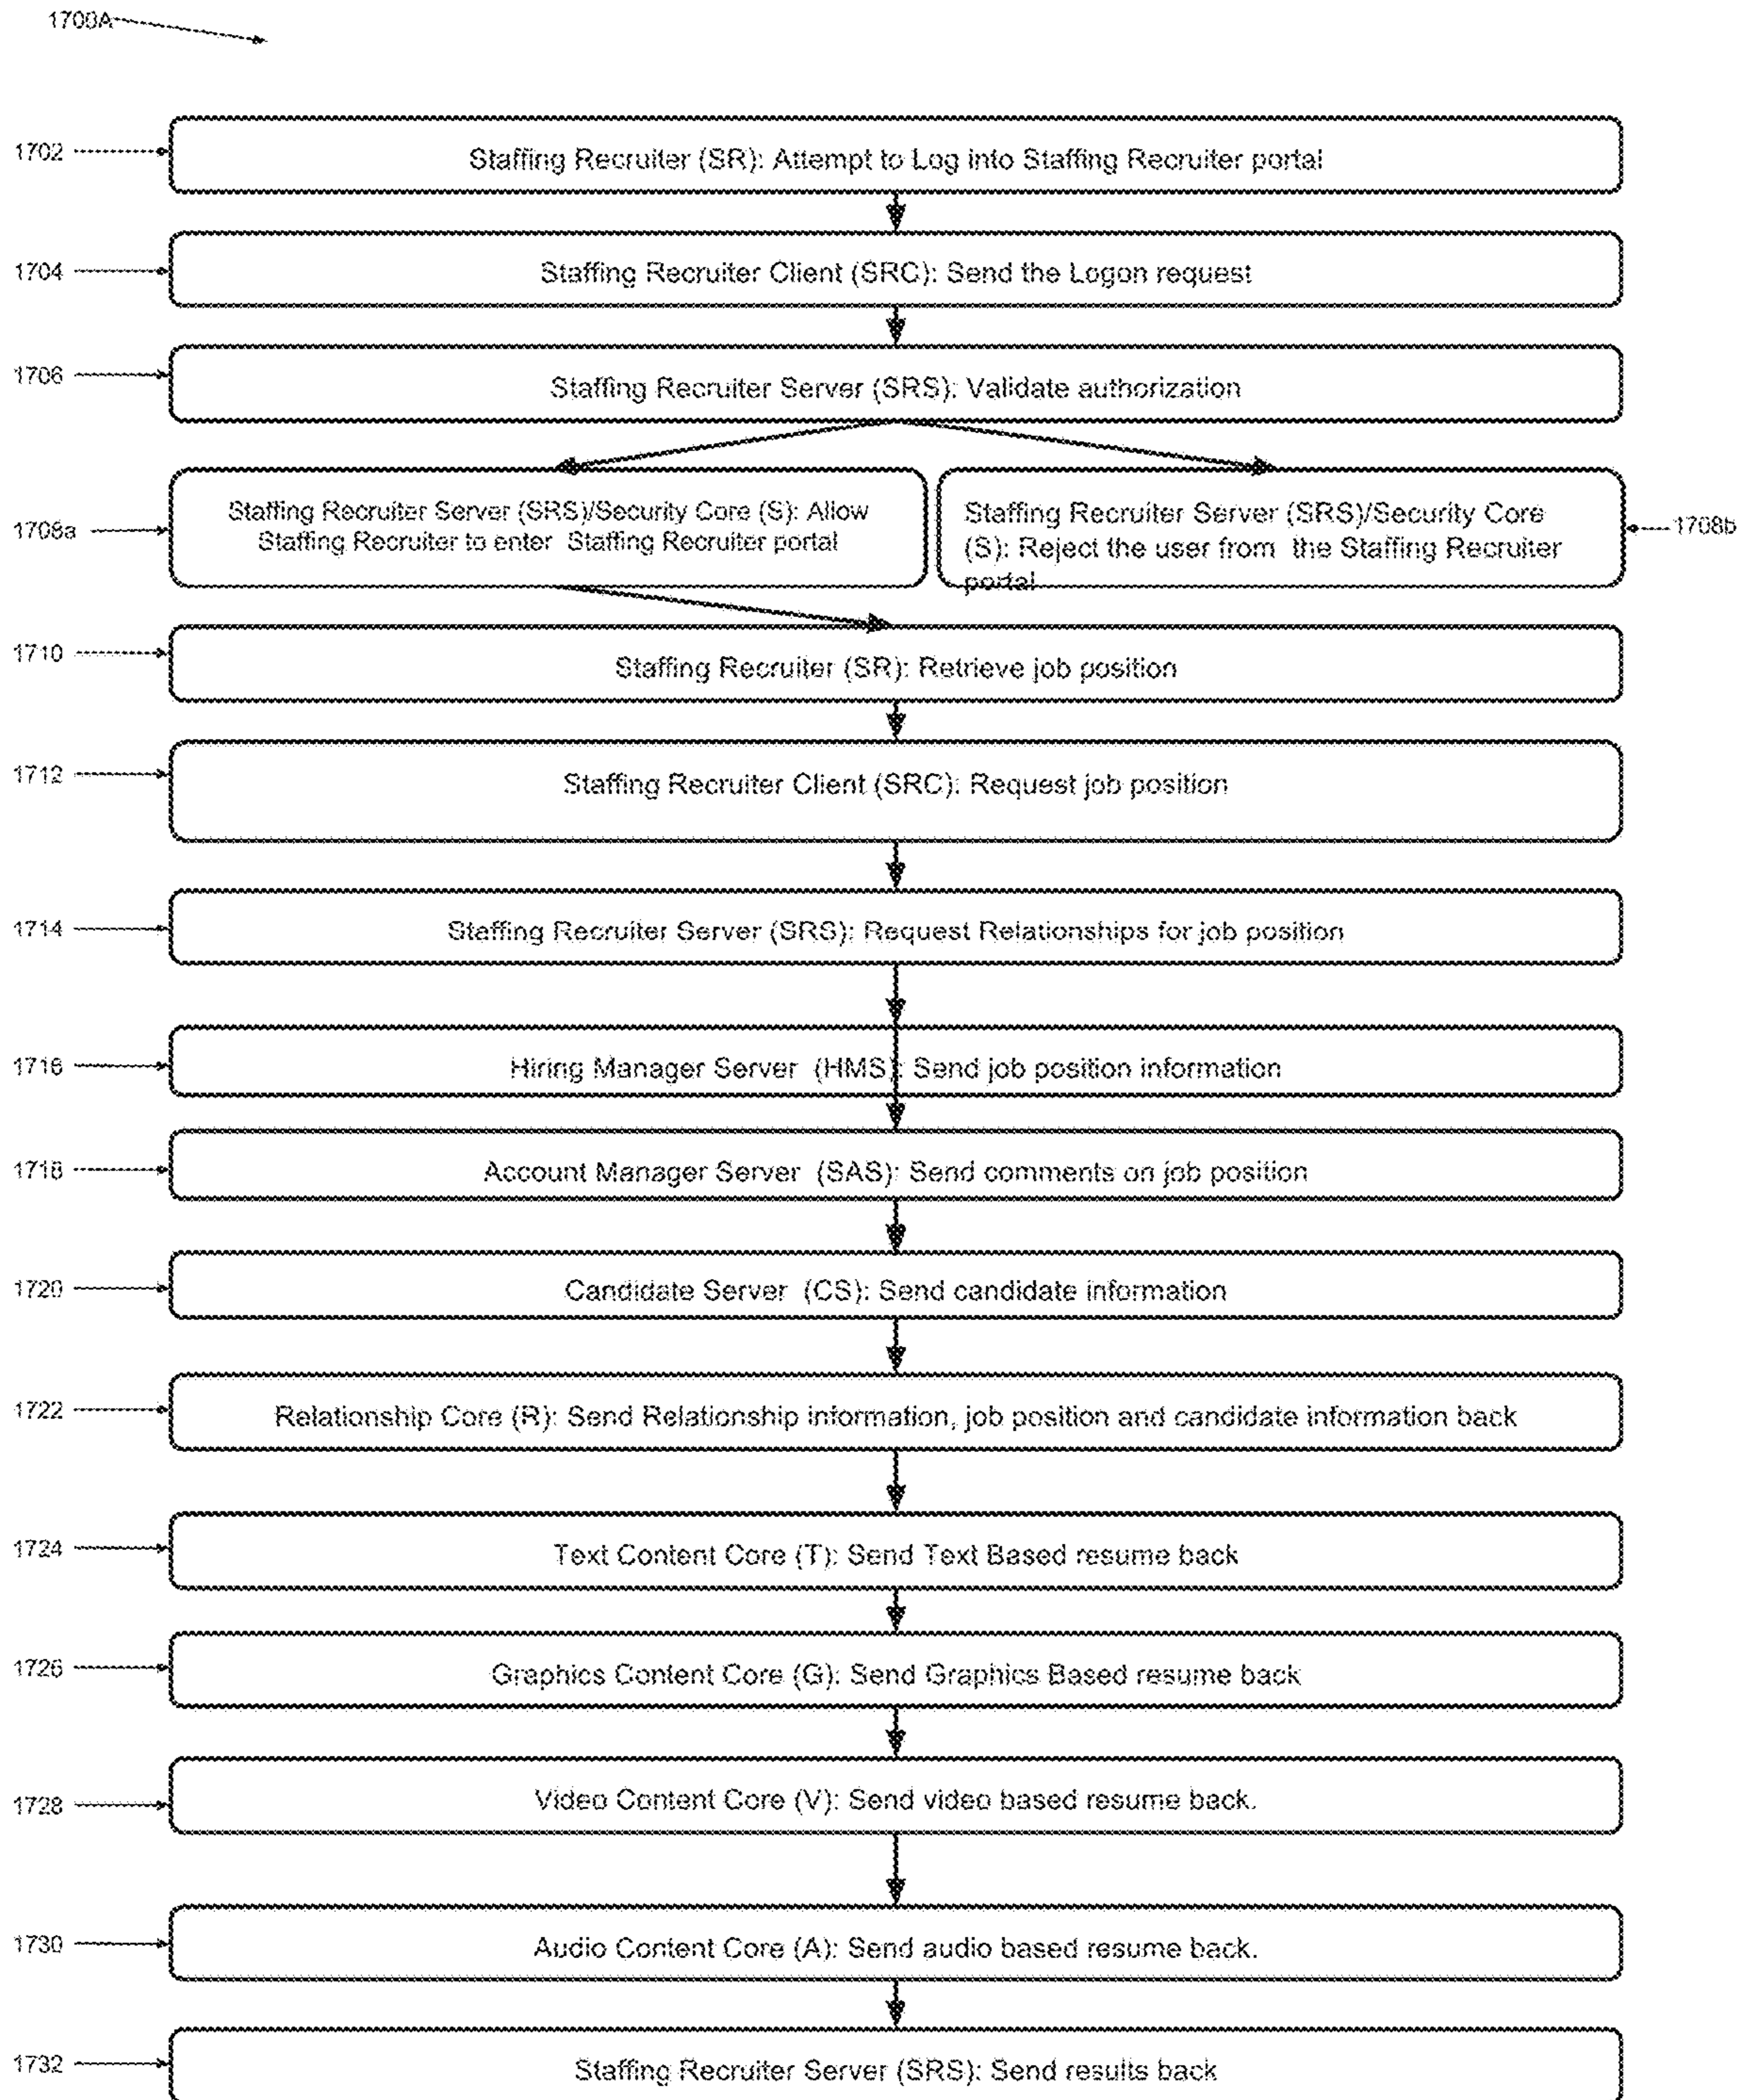 1700A
1702
Staffing Recruiter (SR): Attempt to Log into Staffing Recruiter portal
1704
Staffing Recruiter Client (SRC): Send the Logon request
1706
Staffing Recruiter Server (SRS): Validate authorization
1708a
Staffing Recruiter Server (SRS)/Security Core (S): Allow
Staffing Recruiter to enter Staffing Recruiter portal
Staffing Recruiter Server (SRS)/Security Core
(S): Reject the user from the Staffing Recruiter
portal
1708b
1710
Staffing Recruiter (SR): Retrieve job position
1712
Staffing Recruiter Client (SRC): Request job position
1714
Staffing Recruiter Server (SRS): Request Relationships for job position
1716
Hiring Manager Server (HMS): Send job position information
1718
Account Manager Server (SAS): Send comments on job position
1720
Candidate Server (CS): Send candidate information
1722
Relationship Core (R): Send Relationship information, job position and candidate information back
1724
Text Content Core (T): Send Text Based resume back
1726
Graphics Content Core (G): Send Graphics Based resume back
1728
Video Content Core (V): Send video based resume back.
1730
Audio Content Core (A): Send audio based resume back.
1732
Staffing Recruiter Server (SRS): Send results back